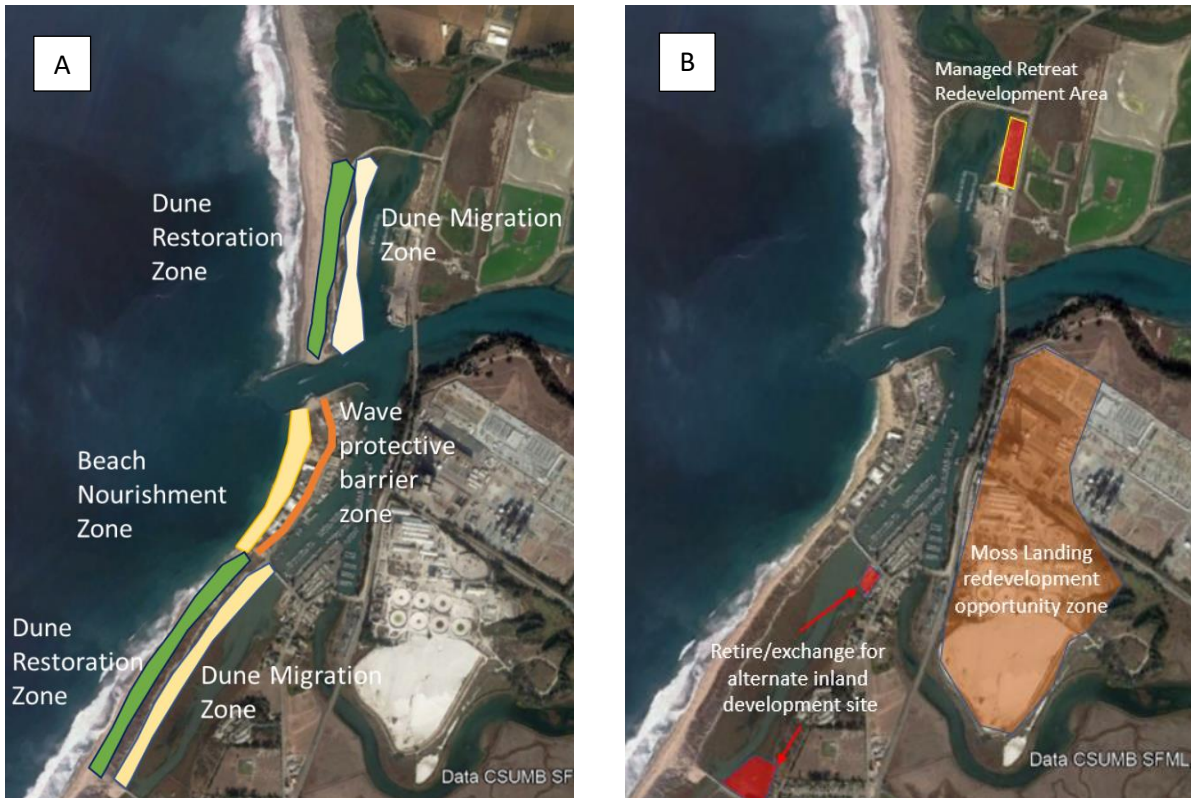 A
Dune
Restoration
Zone
Dune Migration
Zone
Wave
protective
barrier
zone
Beach
Nourishment
Zone
Dune
Restoration
Zone
Dune Migration
Zone
Data CSUMB SF
B
Managed Retreat
Redevelopment Area
Moss Landing
redevelopment
opportunity zone
Retire/exchange for
alternate inland
development site
Data CSUMB SFML